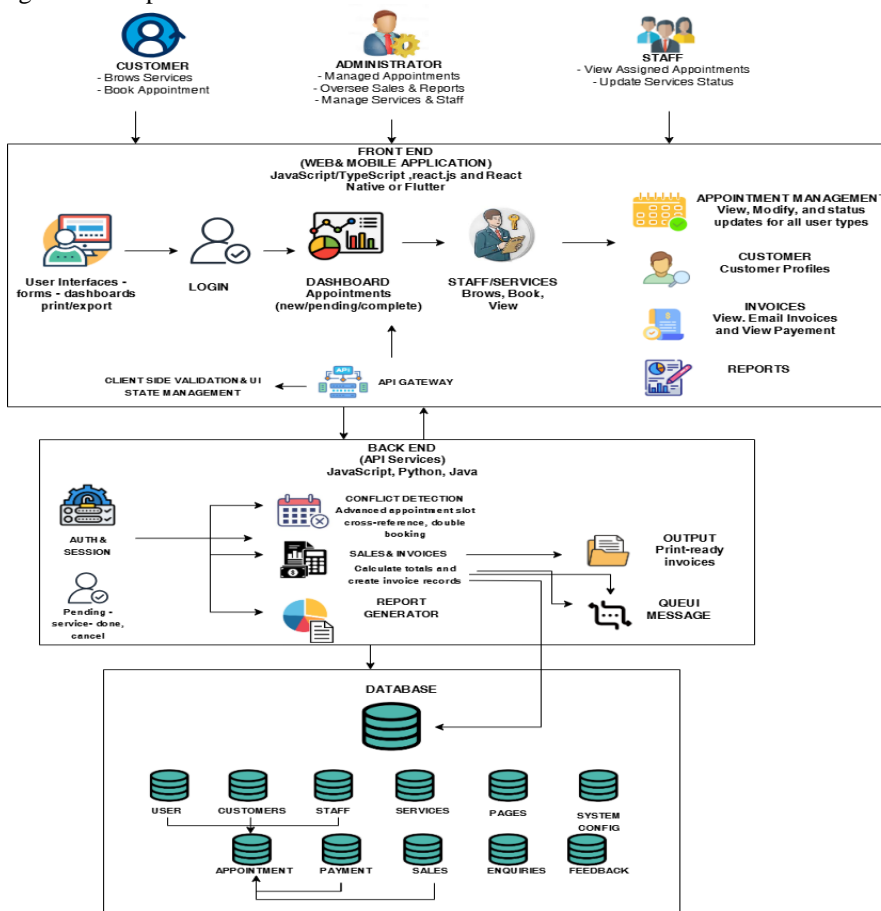 CUSTOMER
- Brows Services
- Book Appointment
ADMINISTRATOR
- Managed Appointments
- Oversee Sales & Reports
- Manage Services & Staff
STAFF
- View Assigned Appointments
- Update Services Status
FRONT END
(WEB& MOBILE APPLICATION)
JavaScript/TypeScript ,react.js and React
Native or Flutter
User Interfaces -
forms - dashboards
print/export
LOGIN
DASHBOARD
Appointments
(new/pending/complete)
STAFF/SERVICES
Brows, Book,
View
APPOINTMENT MANAGEMENT
View, Modify, and status
updates for all user types
CUSTOMER
Customer Profiles
INVOICES
View. Email Invoices
and View Payement
REPORTS
CLIENT SIDE VALIDATION & UI
STATE MANAGEMENT
API
API GATEWAY
BACK END
(API Services)
JavaScript, Python, Java
AUTH &
SESSION
Pending -
service- done,
cancel
CONFLICT DETECTION
Advanced appointment slot
cross-reference, double
booking
SALES & INVOICES
Calculate totals and
create invoice records
REPORT
GENERATOR
OUTPUT
Print-ready
invoices
QUEUI
MESSAGE
DATABASE
USER
CUSTOMERS
STAFF
SERVICES
PAGES
SYSTEM
CONFIG
APPOINTMENT
PAYMENT
SALES
ENQUIRIES
FEEDBACK